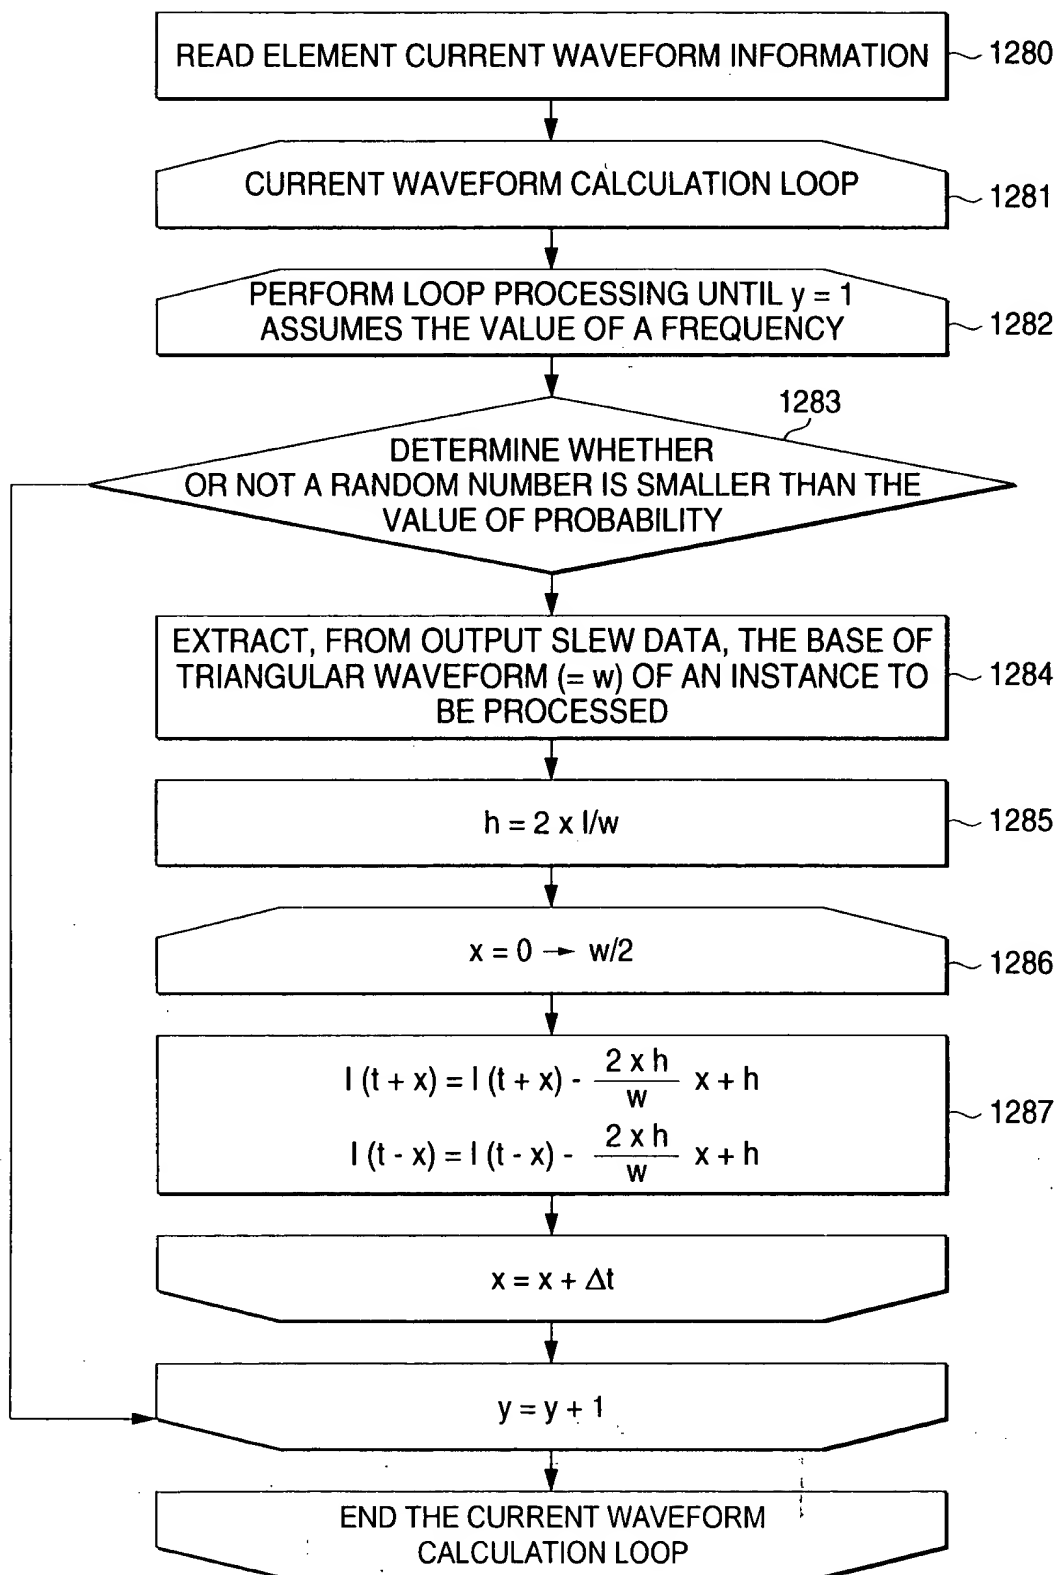 READ ELEMENT CURRENT WAVEFORM INFORMATION
1280
CURRENT WAVEFORM CALCULATION LOOP
1281
PERFORM LOOP PROCESSING UNTIL y = 1
ASSUMES THE VALUE OF A FREQUENCY
1282
1283
DETERMINE WHETHER
OR NOT A RANDOM NUMBER IS SMALLER THAN THE
VALUE OF PROBABILITY
EXTRACT, FROM OUTPUT SLEW DATA, THE BASE OF
TRIANGULAR WAVEFORM (= w) OF AN INSTANCE TO
BE PROCESSED
1284
h = 2 x I/w
1285
x = 0 → w/2
1286
I (t + x) = I (t + x) - 2 x h / w x + h
I (t - x) = I (t - x) - 2 x h / w x + h
1287
x = x + Δt
y = y + 1
END THE CURRENT WAVEFORM
CALCULATION LOOP